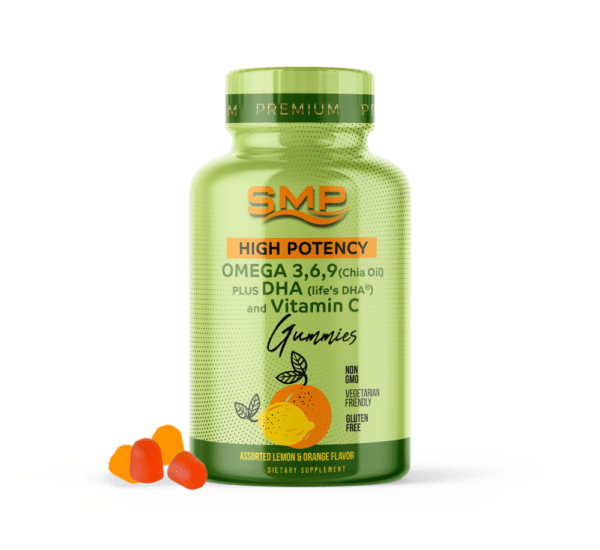 M PREMIUM
SMP
HIGH POTENCY
OMEGA 3,6,9 (Chia Oil)
PLUS DHA (life's DHA®)
and Vitamin C
Gummies
NON
GMO
VEGETARIAN
FRIENDLY
GLUTEN
FREE
ASSORTED LEMON & ORANGE FLAVOR
DIETARY SUPPLEMENT